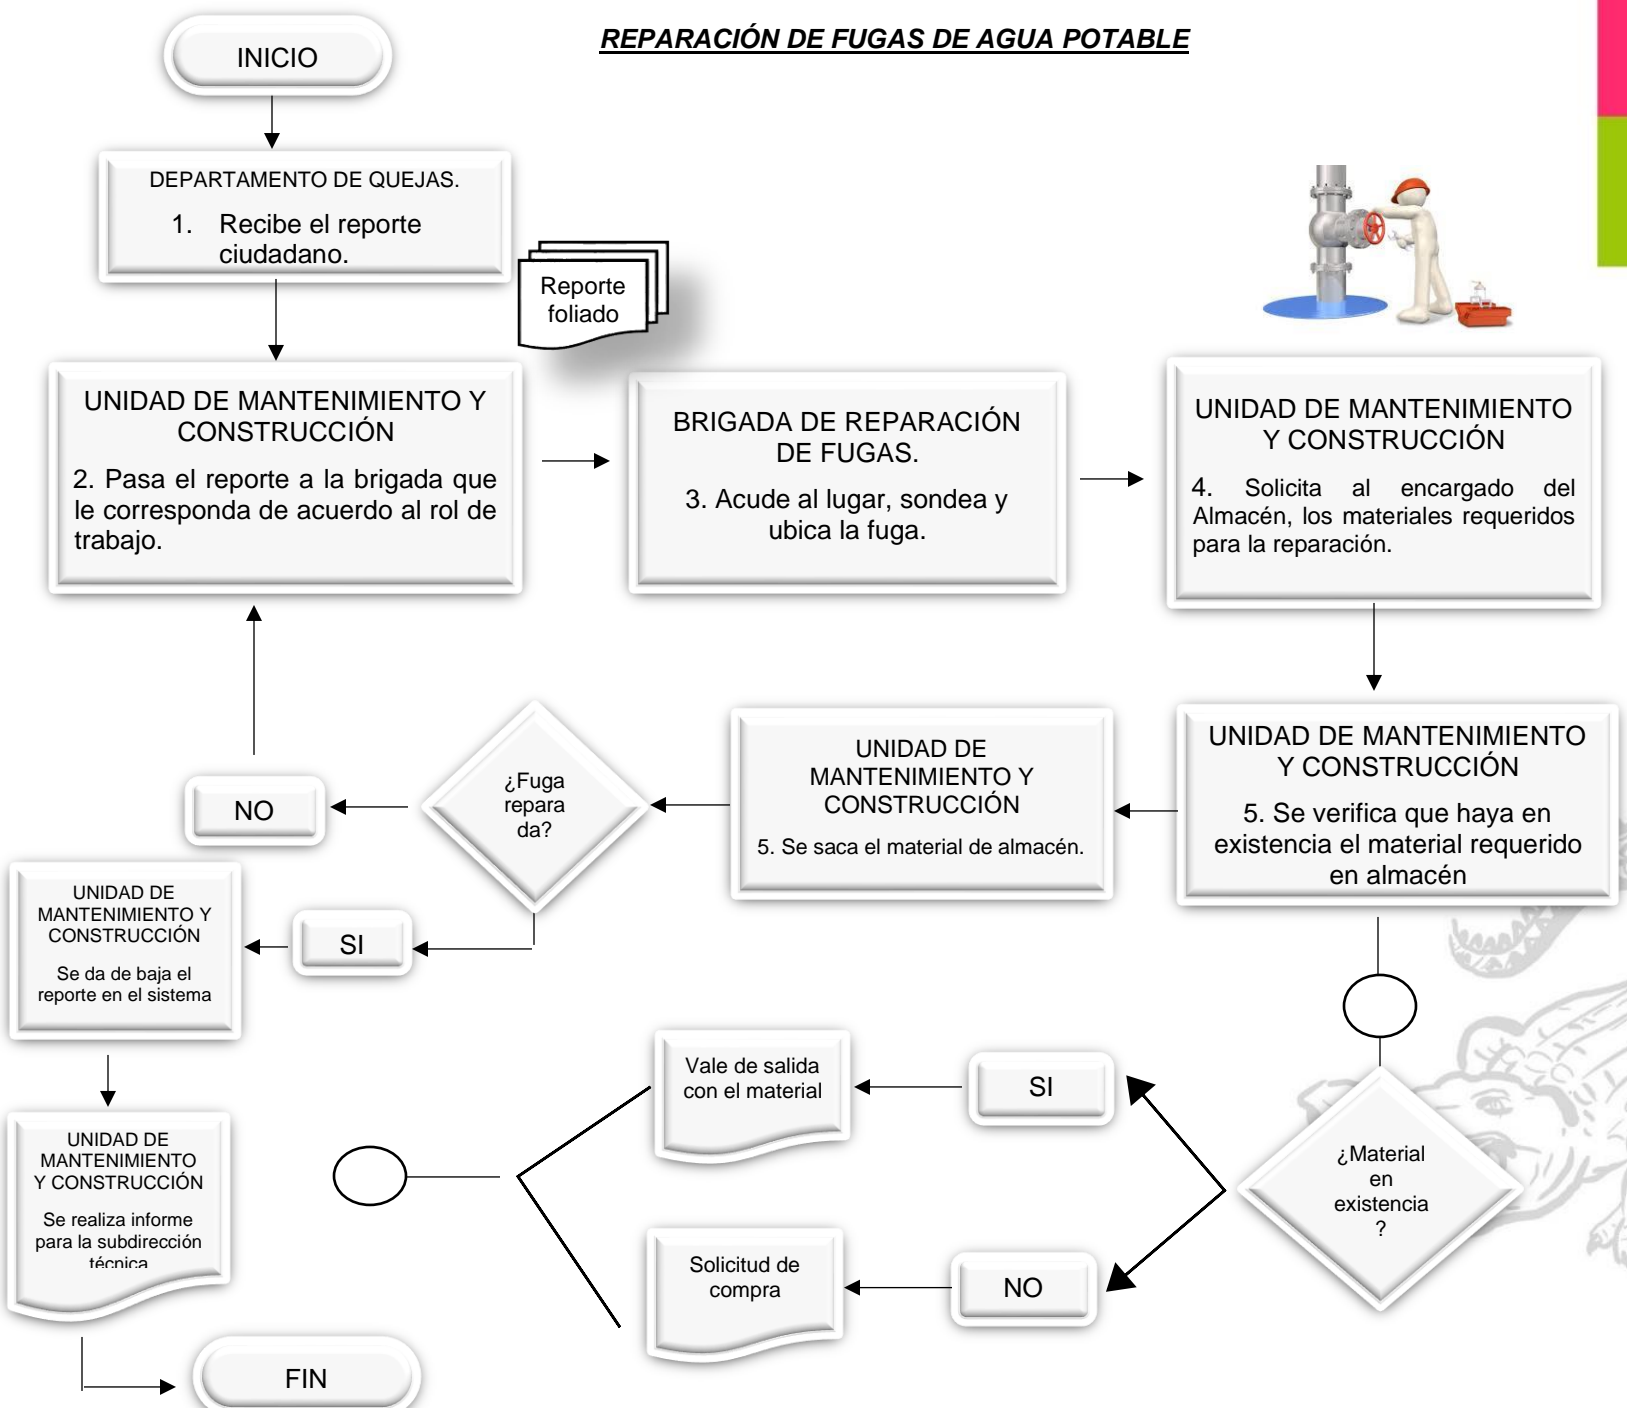 REPARACIÓN DE FUGAS DE AGUA POTABLE
INICIO
DEPARTAMENTO DE QUEJAS.
1. Recibe el reporte
ciudadano.
Reporte
foliado
UNIDAD DE MANTENIMIENTO Y
CONSTRUCCIÓN
2. Pasa el reporte a la brigada que
le corresponda de acuerdo al rol de
trabajo.
BRIGADA DE REPARACIÓN
DE FUGAS.
3. Acude al lugar, sondea y
ubica la fuga.
UNIDAD DE MANTENIMIENTO
Y CONSTRUCCIÓN
4. Solicita al encargado del
Almacén, los materiales requeridos
para la reparación.
UNIDAD DE MANTENIMIENTO
Y CONSTRUCCIÓN
5. Se verifica que haya en
existencia el material requerido
en almacén
UNIDAD DE
MANTENIMIENTO Y
CONSTRUCCIÓN
5. Se saca el material de almacén.
¿Fuga
repara
da?
NO
SI
UNIDAD DE
MANTENIMIENTO Y
CONSTRUCCIÓN
Se da de baja el
reporte en el sistema
UNIDAD DE
MANTENIMIENTO
Y CONSTRUCCIÓN
Se realiza informe
para la subdirección
técnica
¿Material
en
existencia
?
SI
Vale de salida
con el material
NO
Solicitud de
compra
FIN